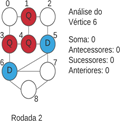 0 1 2
Q
3 4 5
Q Q D
6 7
D
8
Análise do
Vértice 6
Soma: 0
Antecessores: 0
Sucessores: 0
Anteriores: 0
Rodada 2